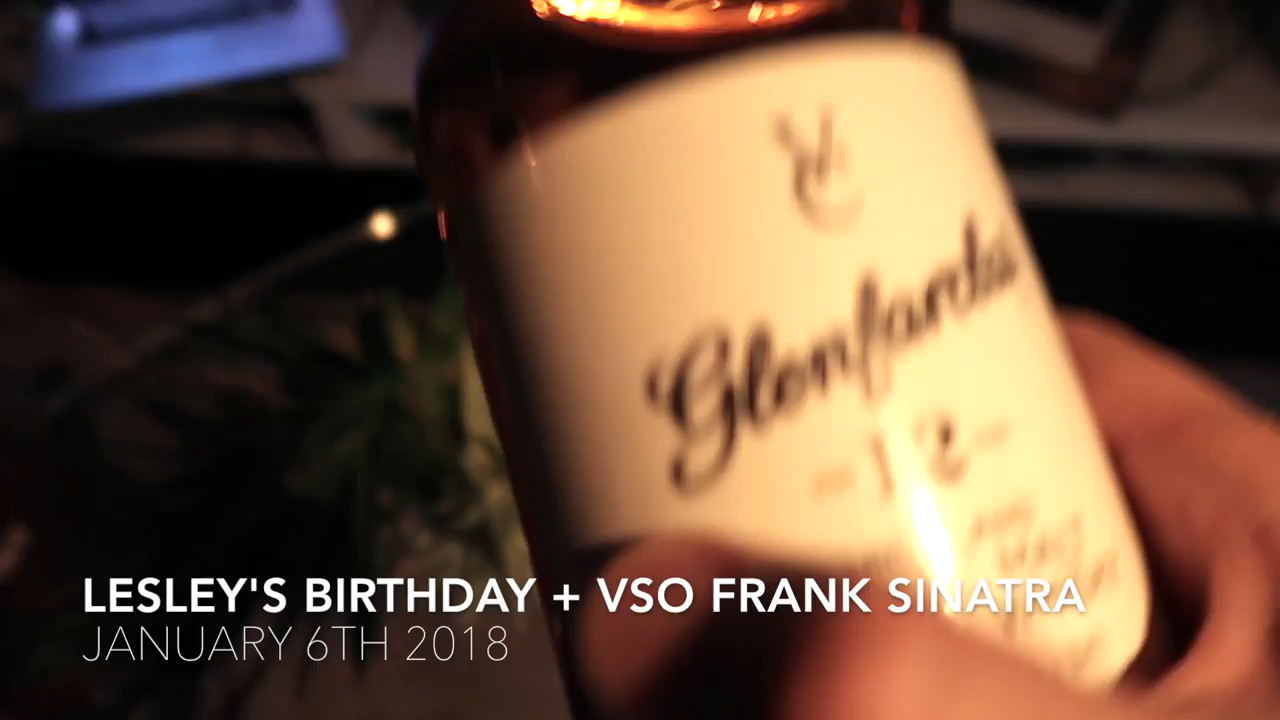 Glenfarclas
12
LESLEY'S BIRTHDAY + VSO FRANK SINATRA
JANUARY 6TH 2018